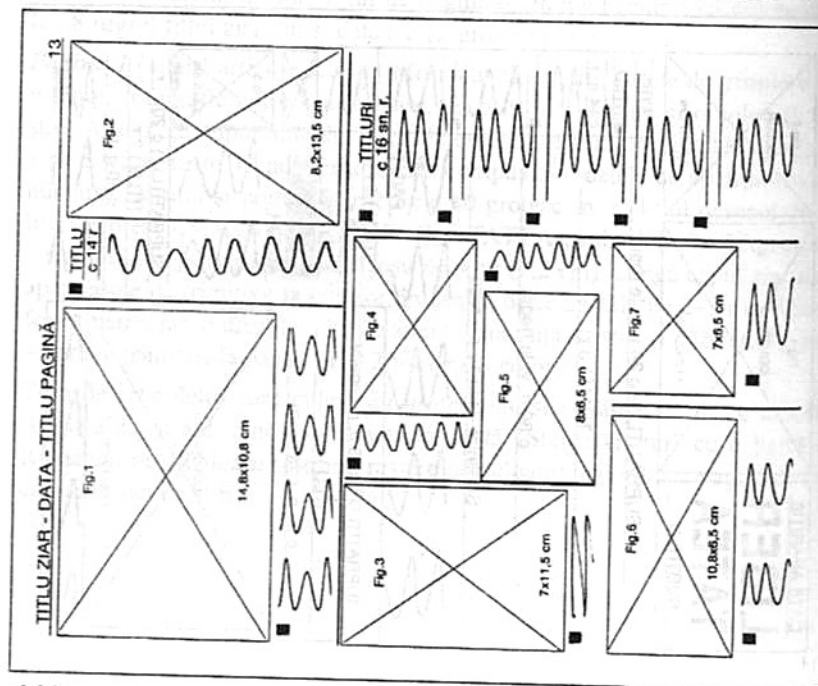 TITLU ZIAR - DATA - TITLU PAGINĂ 13
Fig.1
14,8x10,8 cm
TITLU
c 14 r
Fig.2
8,2x13,5 cm
Fig.3
7x11,5 cm
Fig.4
Fig.5
8x6,5 cm
TITLURI
c 16 sn. r.
Fig.6
10,8x6,5 cm
Fig.7
7x6,5 cm